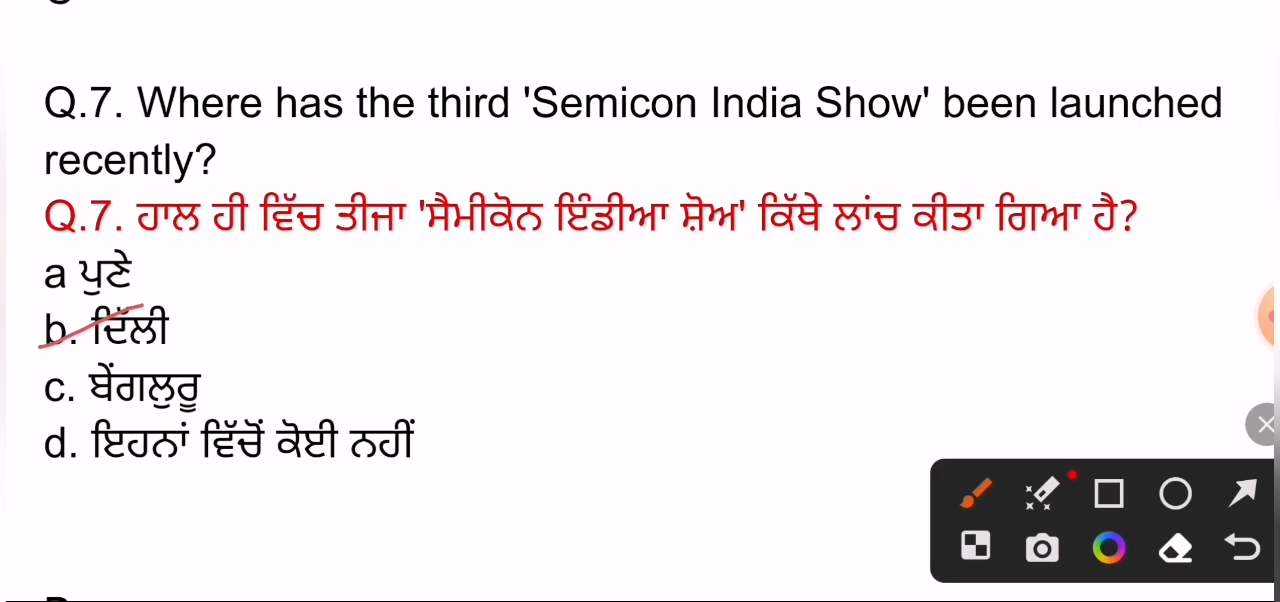 Q.7. Where has the third 'Semicon India Show' been launched
recently?
Q.7. ਹਾਲ ਹੀ ਵਿੱਚ ਤੀਜਾ 'ਸੈਮੀਕੋਨ ਇੰਡੀਆ ਸ਼ੋਅ' ਕਿੱਥੇ ਲਾਂਚ ਕੀਤਾ ਗਿਆ ਹੈ?
a ਪੁਣੇ
b. ਦਿੱਲੀ
c. ਬੇਂਗਲੁਰੂ
d. ਇਹਨਾਂ ਵਿੱਚੋਂ ਕੋਈ ਨਹੀਂ